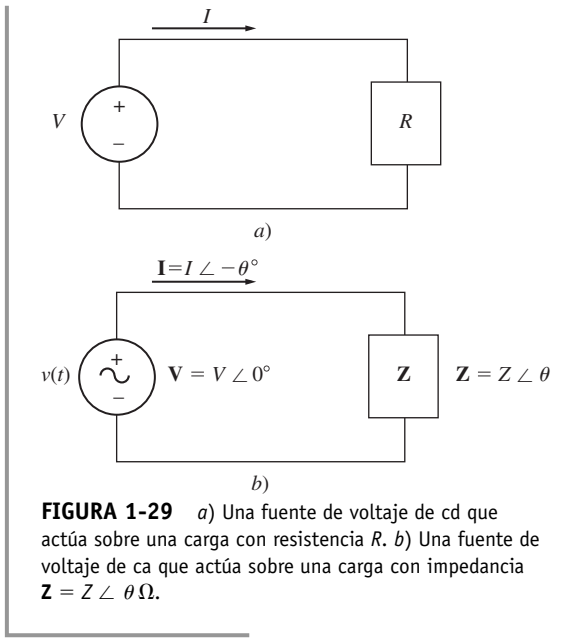 I
V
+
−
R
a)
I=I ∠ −θ°
v(t)
+
−
V = V ∠ 0°
Z
Z = Z ∠ θ
b)
FIGURA 1-29 a) Una fuente de voltaje de cd que
actúa sobre una carga con resistencia R. b) Una fuente de
voltaje de ca que actúa sobre una carga con impedancia
Z = Z ∠ θ Ω.